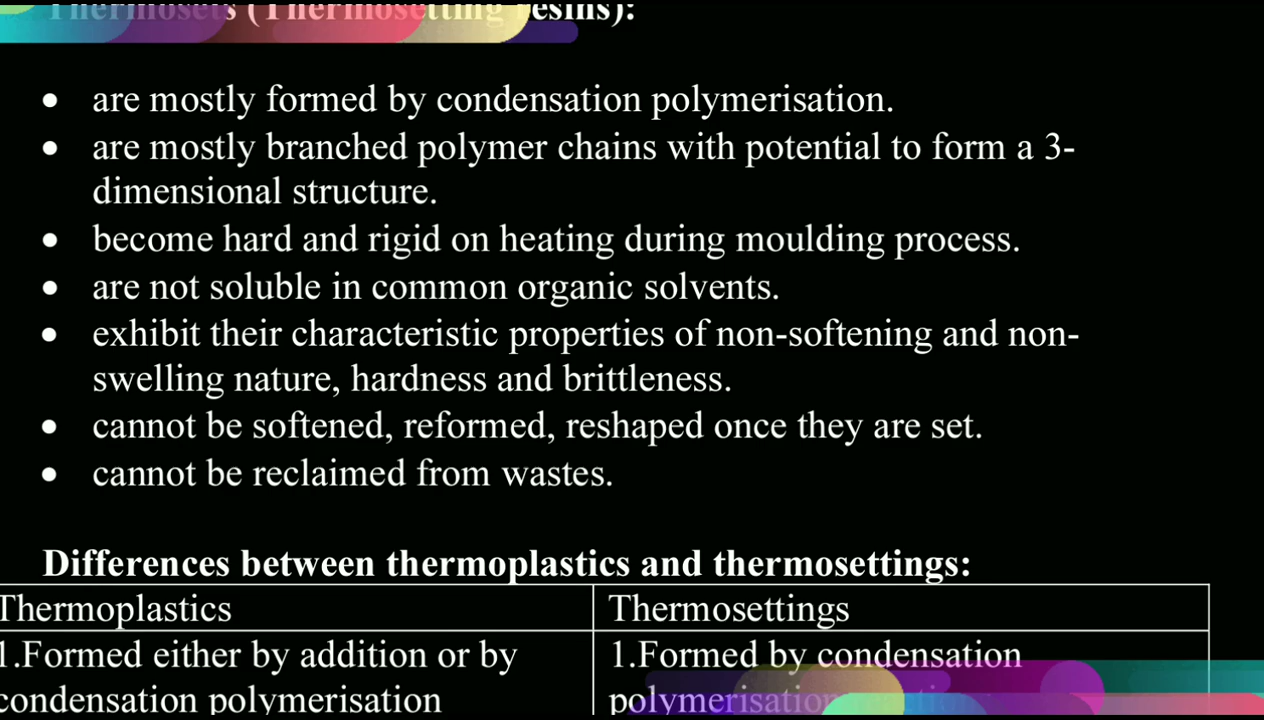 Thermosets (Thermosetting resins):
• are mostly formed by condensation polymerisation.
• are mostly branched polymer chains with potential to form a 3-
dimensional structure.
• become hard and rigid on heating during moulding process.
• are not soluble in common organic solvents.
• exhibit their characteristic properties of non-softening and non-
swelling nature, hardness and brittleness.
• cannot be softened, reformed, reshaped once they are set.
• cannot be reclaimed from wastes.
Differences between thermoplastics and thermosettings:
Thermoplastics
Thermosettings
1.Formed either by addition or by
condensation polymerisation
1.Formed by condensation
polymerisation